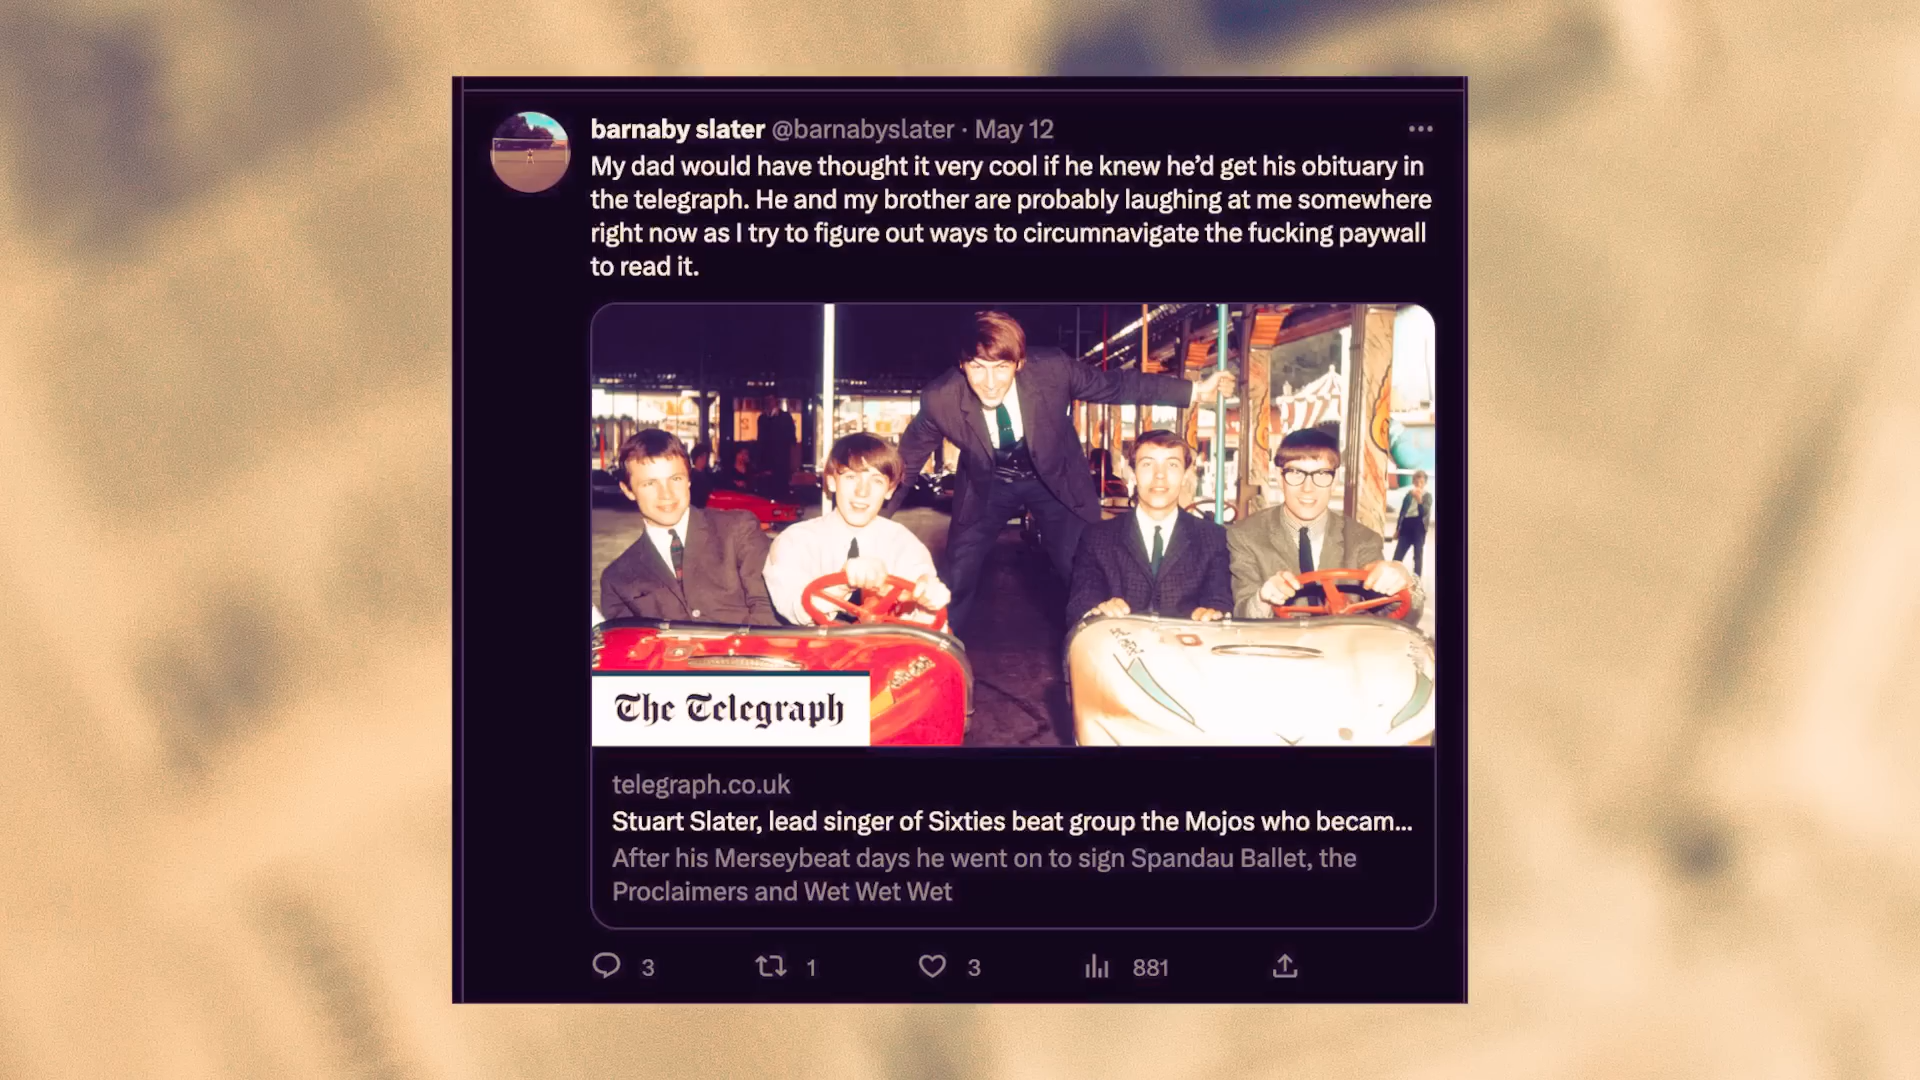 barnaby slater @barnabyslater · May 12
My dad would have thought it very cool if he knew he’d get his obituary in
the telegraph. He and my brother are probably laughing at me somewhere
right now as I try to figure out ways to circumnavigate the fucking paywall
to read it.
The Telegraph
telegraph.co.uk
Stuart Slater, lead singer of Sixties beat group the Mojos who becam...
After his Merseybeat days he went on to sign Spandau Ballet, the
Proclaimers and Wet Wet Wet
3 1 3 881